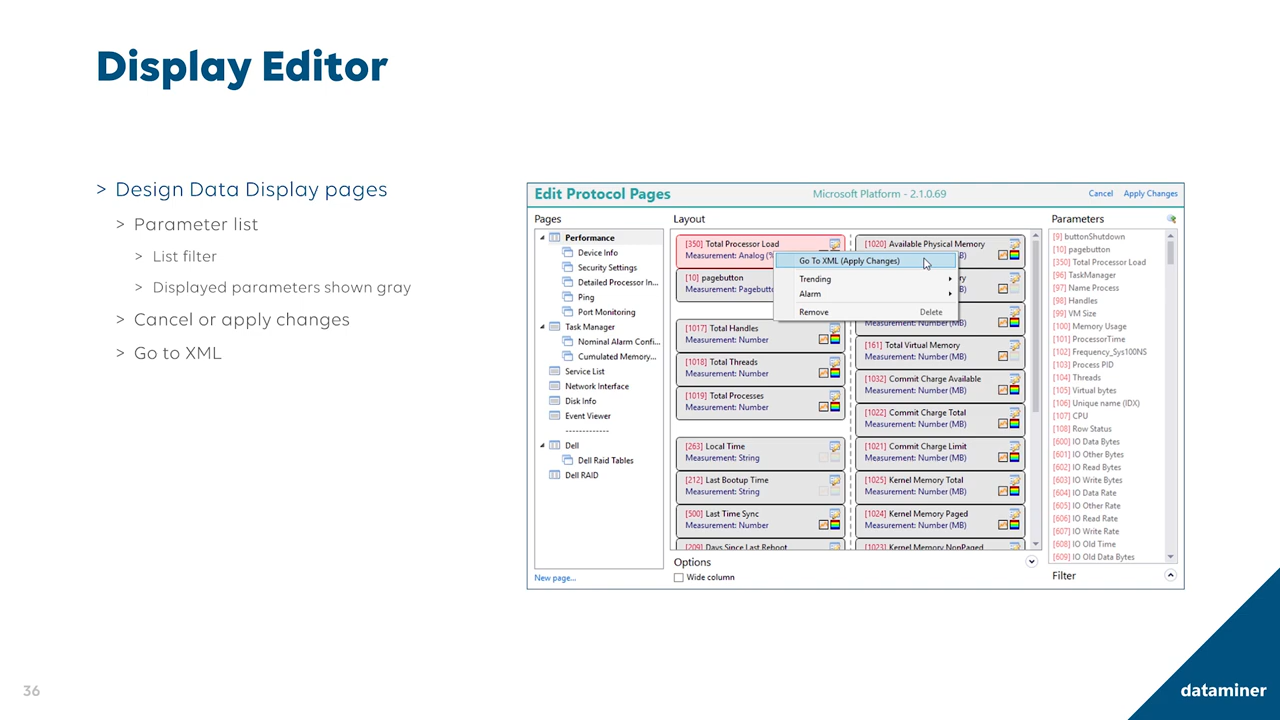 Display Editor
> Design Data Display pages
> Parameter list
> List filter
> Displayed parameters shown gray
> Cancel or apply changes
> Go to XML
Edit Protocol Pages
Microsoft Platform - 2.1.0.69
Cancel
Apply Changes
Pages
Performance
Device Info
Security Settings
Detailed Processor In...
Ping
Port Monitoring
Task Manager
Nominal Alarm Confi...
Cumulated Memory...
Service List
Network Interface
Disk Info
Event Viewer
-------------
Dell
Dell Raid Tables
Dell RAID
New page...
Layout
[350] Total Processor Load
Measurement: Analog (%
[10] pagebutton
Measurement: Pagebutto
[1017] Total Handles
Measurement: Number
[1018] Total Threads
Measurement: Number
[1019] Total Processes
Measurement: Number
[263] Local Time
Measurement: String
[212] Last Bootup Time
Measurement: String
[500] Last Time Sync
Measurement: Number
[209] Days Since Last Reboot
[1020] Available Physical Memory
Go To XML (Apply Changes)
Trending
Alarm
Remove
Delete
Measurement: Number (MB)
[161] Total Virtual Memory
Measurement: Number (MB)
[1032] Commit Charge Available
Measurement: Number (MB)
[1022] Commit Charge Total
Measurement: Number (MB)
[1021] Commit Charge Limit
Measurement: Number (MB)
[1025] Kernel Memory Total
Measurement: Number (MB)
[1024] Kernel Memory Paged
Measurement: Number (MB)
[1023] Kernel Memory NonPaged
Options
Wide column
Parameters
[9] buttonShutdown
[10] pagebutton
[350] Total Processor Load
[96] TaskManager
[97] Name Process
[98] Handles
[99] VM Size
[100] Memory Usage
[101] ProcessorTime
[102] Frequency_Sys100NS
[103] Process PID
[104] Threads
[105] Virtual bytes
[106] Unique name (IDX)
[107] CPU
[108] Row Status
[600] IO Data Bytes
[601] IO Other Bytes
[602] IO Read Bytes
[603] IO Write Bytes
[604] IO Data Rate
[605] IO Other Rate
[606] IO Read Rate
[607] IO Write Rate
[608] IO Old Time
[609] IO Old Data Bytes
Filter
36
dataminer